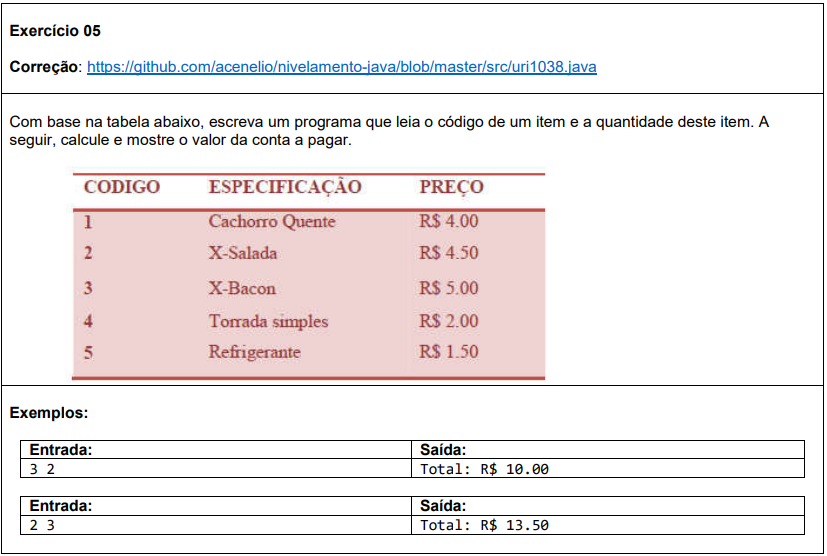 Exercício 05
Correção: https://github.com/acenelio/nivelamento-java/blob/master/src/uri1038.java
Com base na tabela abaixo, escreva um programa que leia o código de um item e a quantidade deste item. A
seguir, calcule e mostre o valor da conta a pagar.
CODIGO ESPECIFICAÇÃO PREÇO
1 Cachorro Quente R$ 4.00
2 X-Salada R$ 4.50
3 X-Bacon R$ 5.00
4 Torrada simples R$ 2.00
5 Refrigerante R$ 1.50
Exemplos:
Entrada: Saída:
3 2 Total: R$ 10.00
Entrada: Saída:
2 3 Total: R$ 13.50